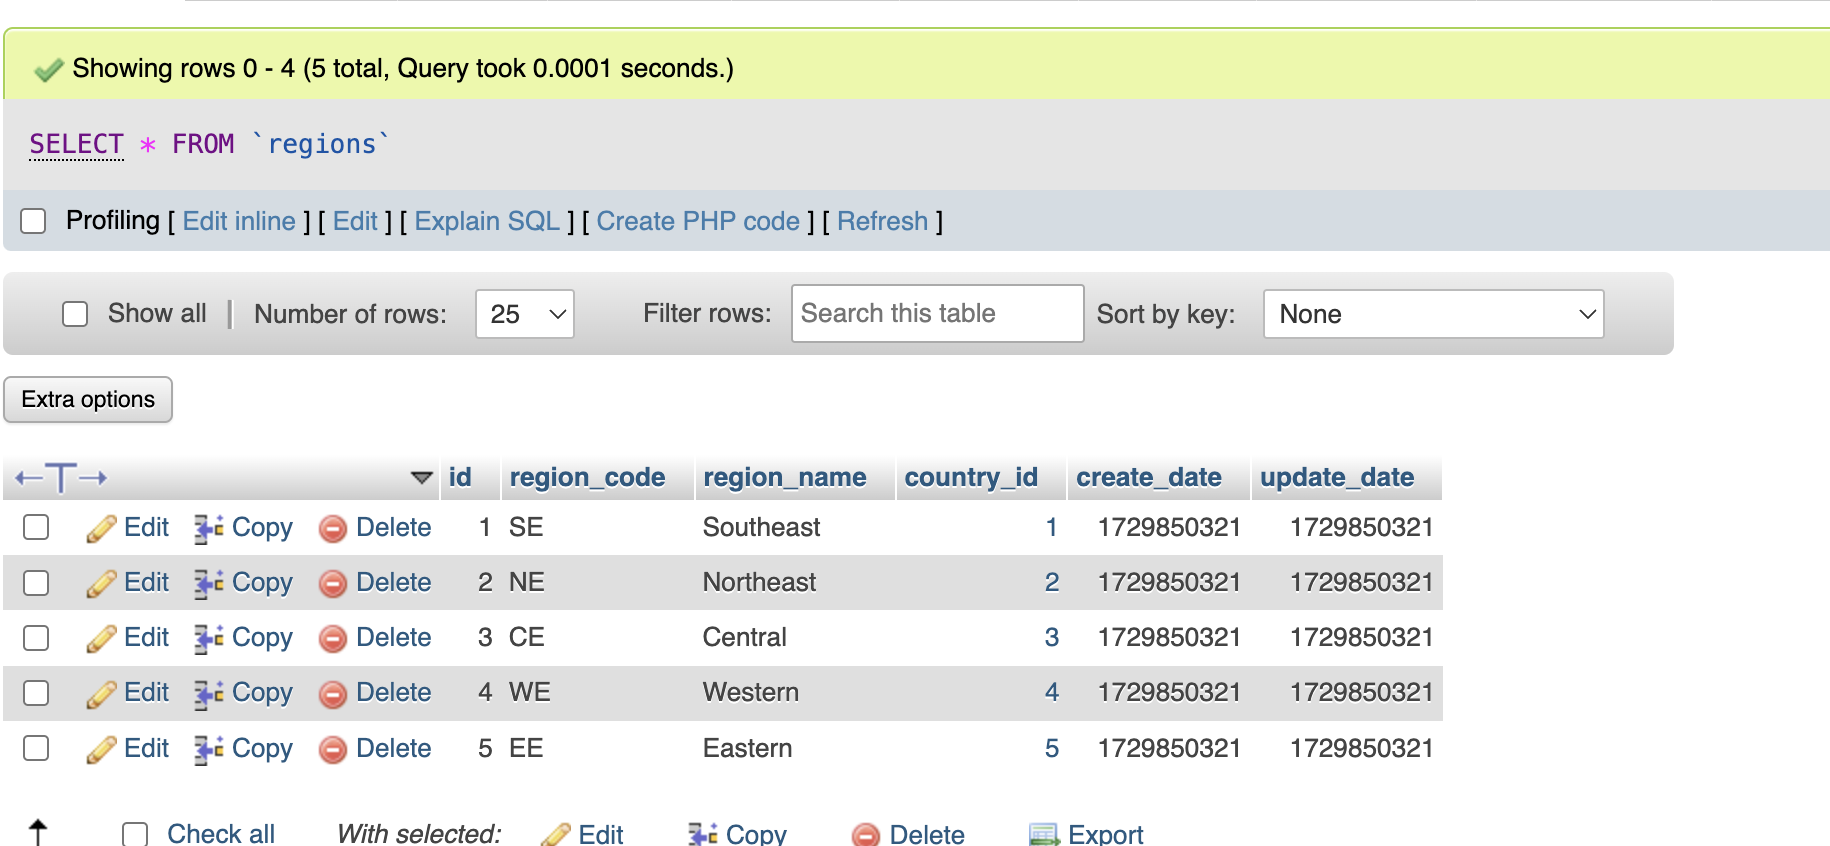 Showing rows 0 - 4 (5 total, Query took 0.0001 seconds.)
SELECT * FROM `regions`
Profiling [ Edit inline ] [ Edit ] [ Explain SQL ] [ Create PHP code ] [ Refresh ]
Show all | Number of rows: 25 Filter rows: Search this table Sort by key: None
Extra options
←T→ id region_code region_name country_id create_date update_date
Edit Copy Delete 1 SE Southeast 1 1729850321 1729850321
Edit Copy Delete 2 NE Northeast 2 1729850321 1729850321
Edit Copy Delete 3 CE Central 3 1729850321 1729850321
Edit Copy Delete 4 WE Western 4 1729850321 1729850321
Edit Copy Delete 5 EE Eastern 5 1729850321 1729850321
Check all With selected: Edit Copy Delete Export